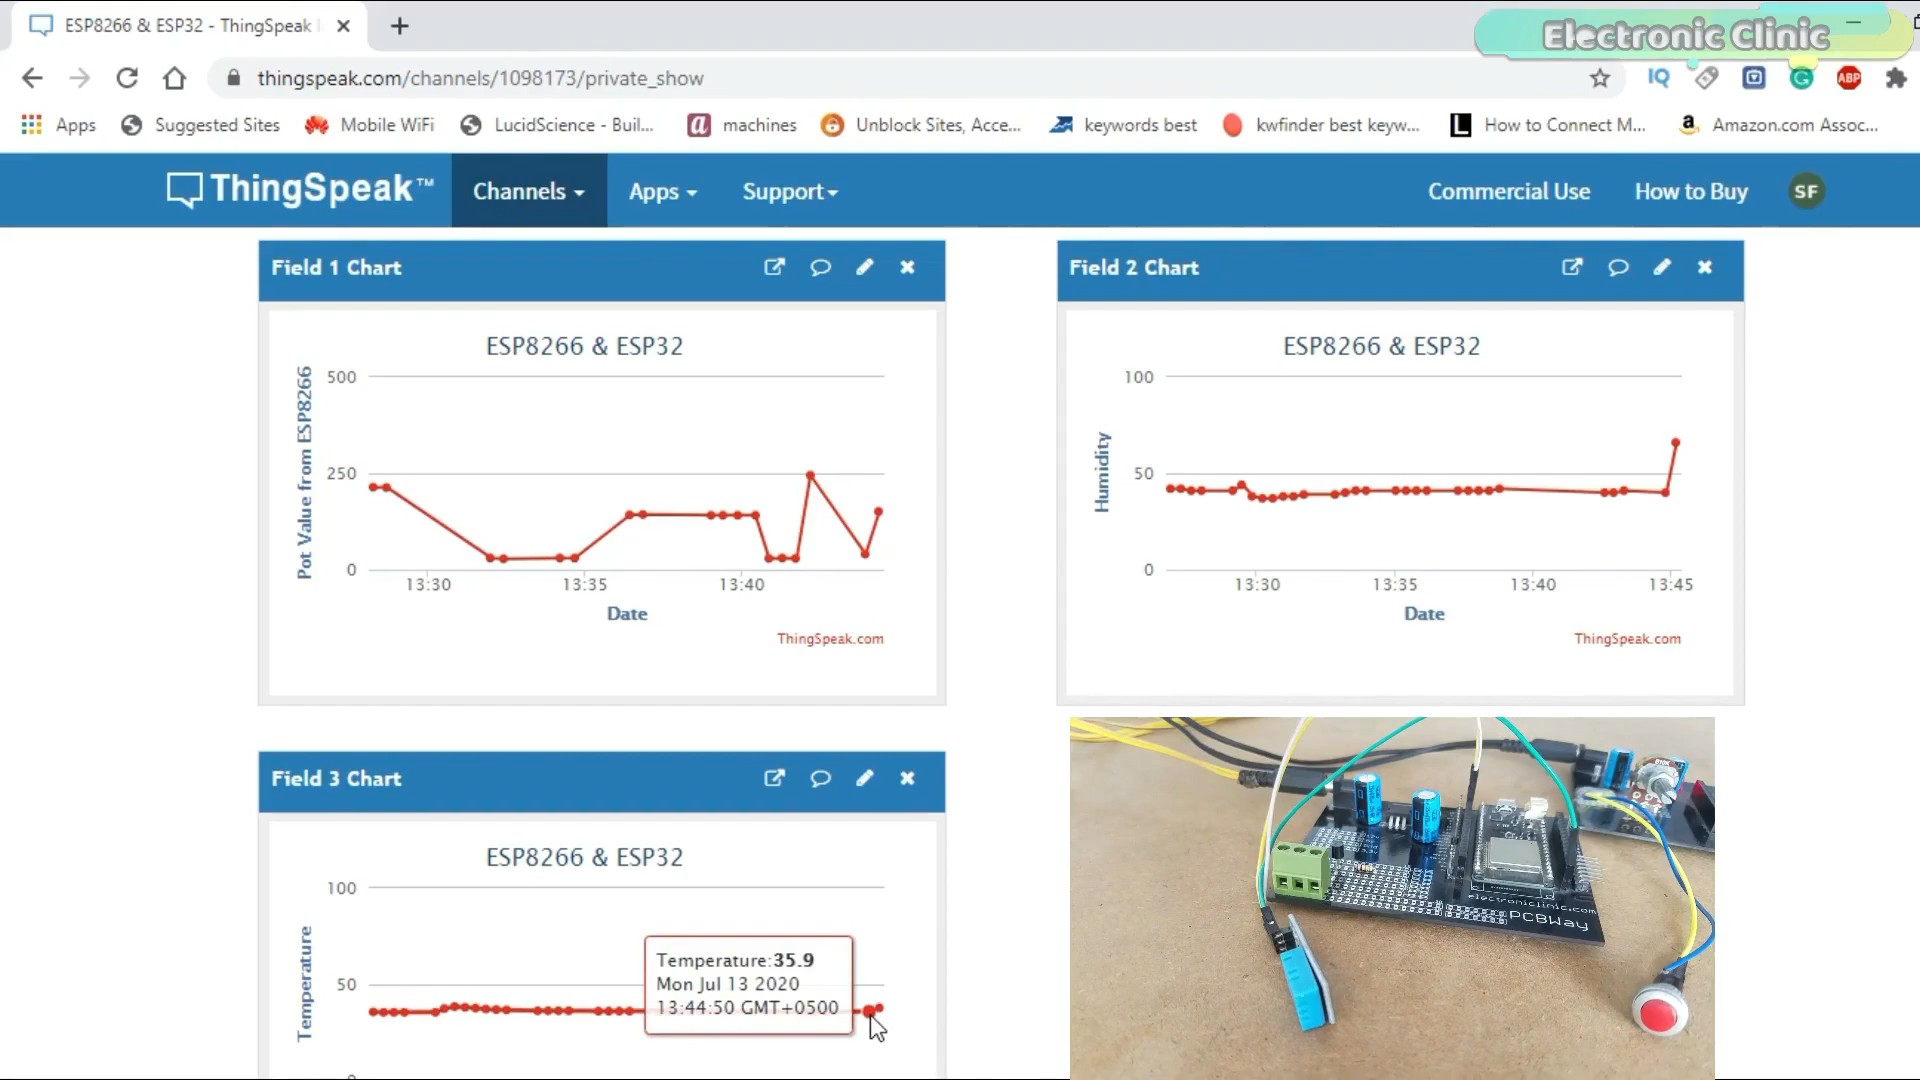 ESP8266 & ESP32 - ThingSpeak
Electronic Clinic
thingspeak.com/channels/1098173/private_show
IQ
G
ABP
Apps
Suggested Sites
Mobile WiFi
LucidScience - Buil...
a
machines
Unblock Sites, Acce...
keywords best
kwfinder best keyw...
L
How to Connect M...
a
Amazon.com Assoc...
ThingSpeak™
Channels
Apps
Support
Commercial Use
How to Buy
SF
Field 1 Chart
ESP8266 & ESP32
Pot Value from ESP8266
500
250
0
13:30
13:35
13:40
Date
ThingSpeak.com
Field 2 Chart
ESP8266 & ESP32
Humidity
100
50
0
13:30
13:35
13:40
13:45
Date
ThingSpeak.com
Field 3 Chart
ESP8266 & ESP32
Temperature
100
50
Temperature:35.9
Mon Jul 13 2020
13:44:50 GMT+0500
B10K
electroniclinic.com
PCBWay